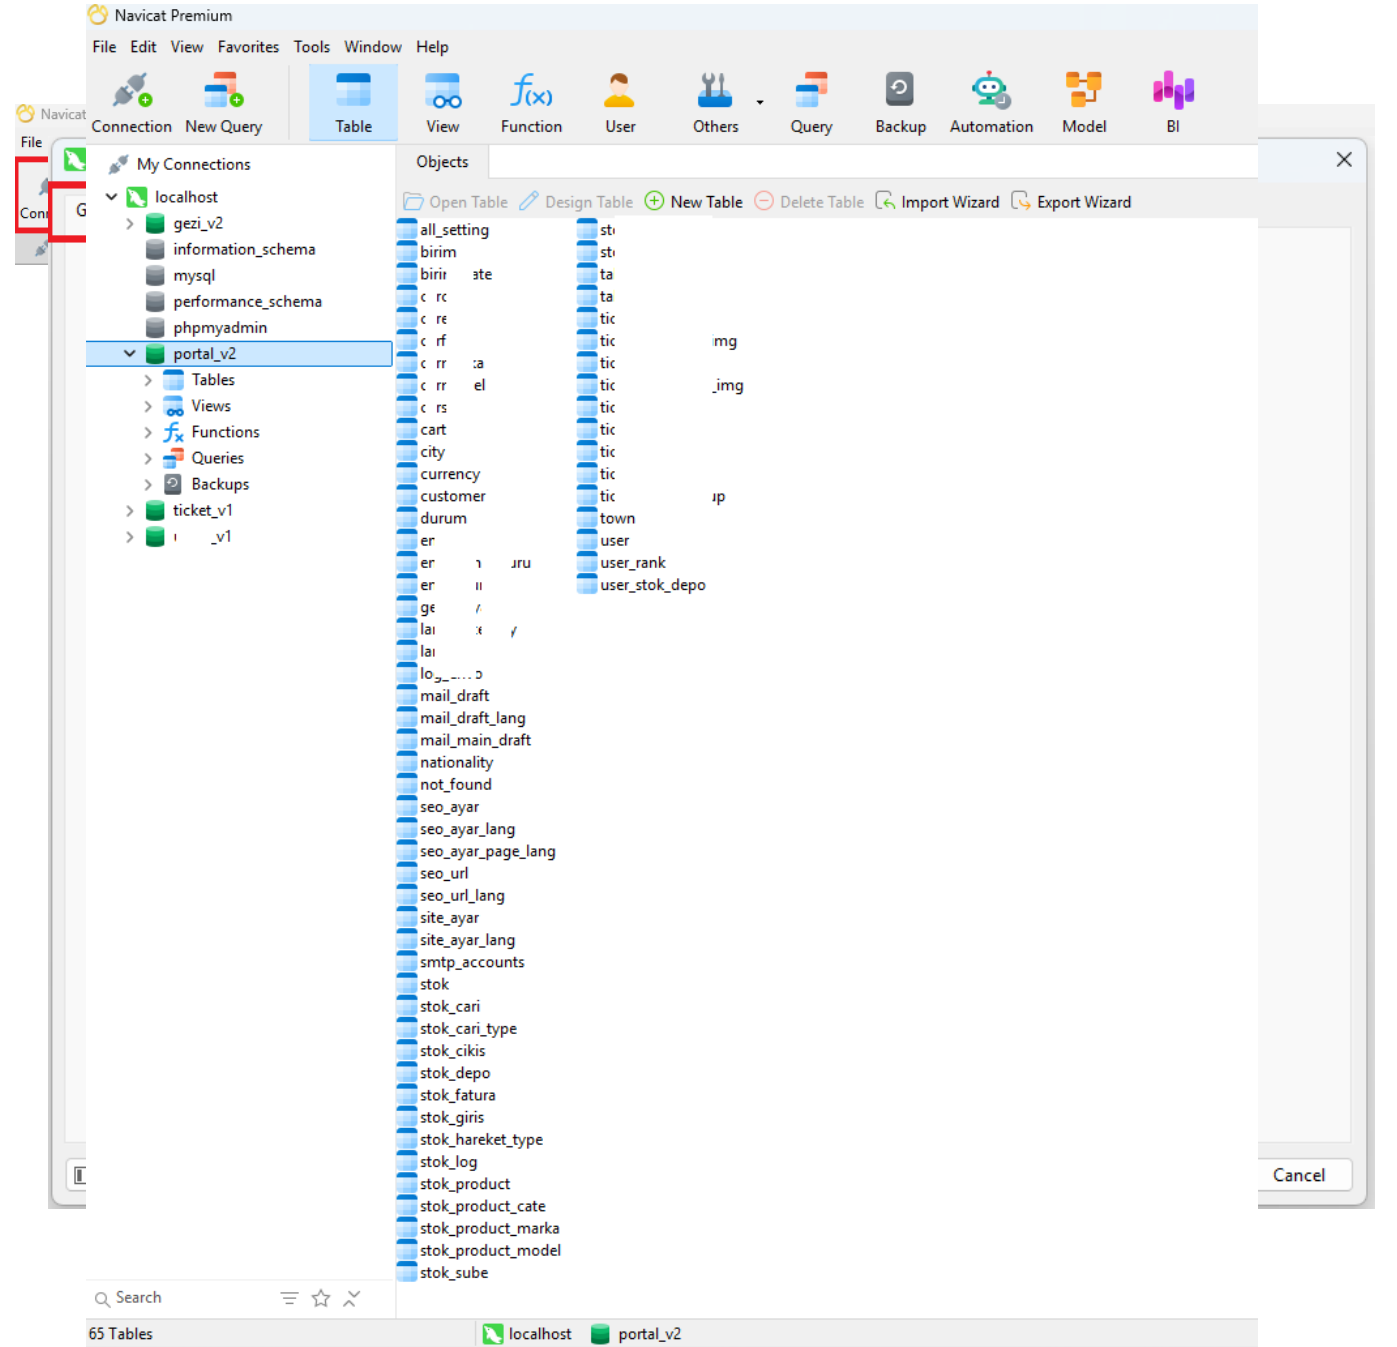 Navicat Premium
File Edit View Favorites Tools Window Help
Connection New Query Table View Function User Others Query Backup Automation Model BI
Navicat
File
My Connections
Objects
Open Table Design Table New Table Delete Table Import Wizard Export Wizard
localhost
gezi_v2
information_schema
mysql
performance_schema
phpmyadmin
portal_v2
Tables
Views
Functions
Queries
Backups
ticket_v1
_v1
all_setting
birim
cart
city
currency
customer
durum
mail_draft
mail_draft_lang
mail_main_draft
nationality
not_found
seo_ayar
seo_ayar_lang
seo_ayar_page_lang
seo_url
seo_url_lang
site_ayar
site_ayar_lang
smtp_accounts
stok
stok_cari
stok_cari_type
stok_cikis
stok_depo
stok_fatura
stok_giris
stok_hareket_type
stok_log
stok_product
stok_product_cate
stok_product_marka
stok_product_model
stok_sube
img
_img
town
user
user_rank
user_stok_depo
Cancel
Search
65 Tables
localhost portal_v2